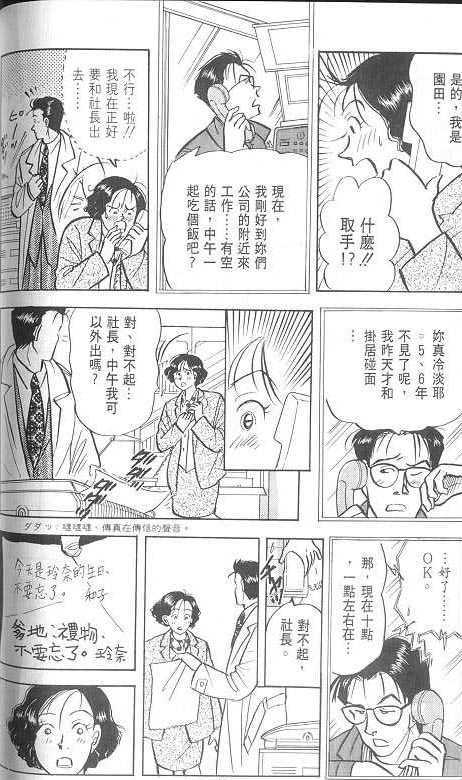 是的，我是
園田…
什麼!!
取手!?
現在，
我剛好到妳們
公司的附近來
工作……有空
的話，中午一
起吃個飯吧？
不行…啦!!
我現在正好
要和社長出
去……
妳真冷淡耶
5、6年
不見了呢，
我昨天才和
掛居碰面
對、對不起…
社長，中午我可
以外出嗎？
ダダッ：噠噠噠、傳真在傳信的聲音。
…好了……
OK。
那，現在十點
，一點左右在…
對不起，
社長。
今天是玲奈的生日、
不要忘了。 和子
爹地、禮物、
不要忘了。玲奈